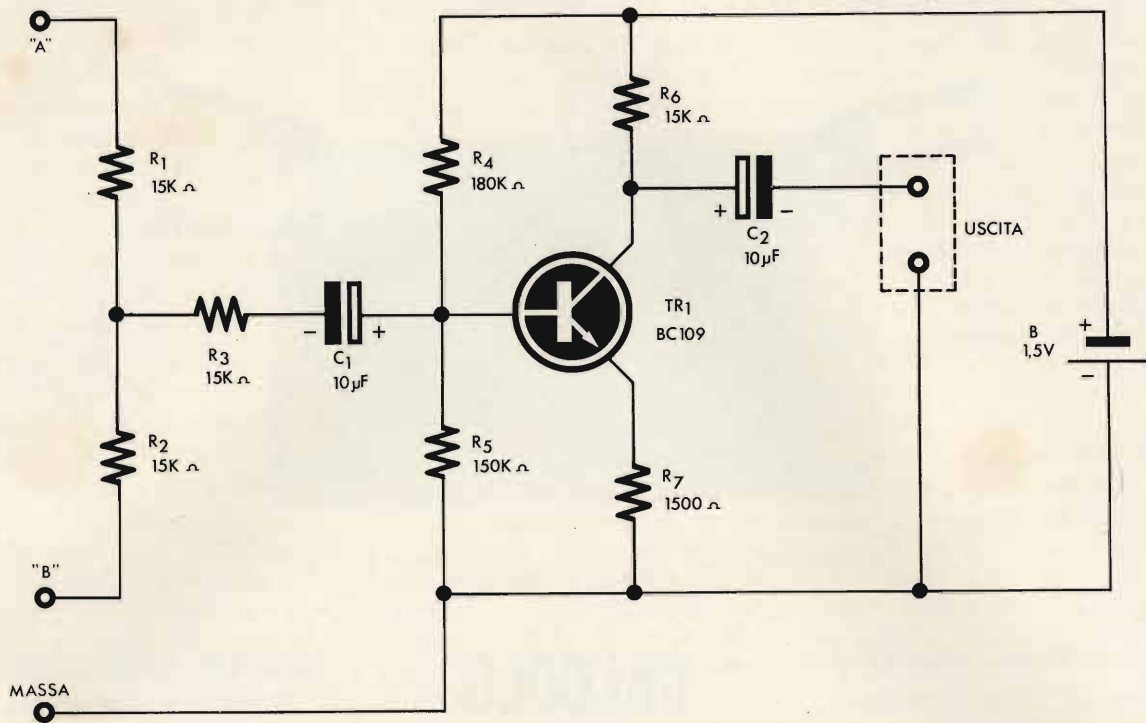 "A"
R1
15K Ω
R2
15K Ω
"B"
MASSA
R3
15K Ω
- +
C1
10µF
R4
180K Ω
R5
150K Ω
R6
15K Ω
TR1
BC109
R7
1500 Ω
+ -
C2
10µF
USCITA
B
1,5V
+
-